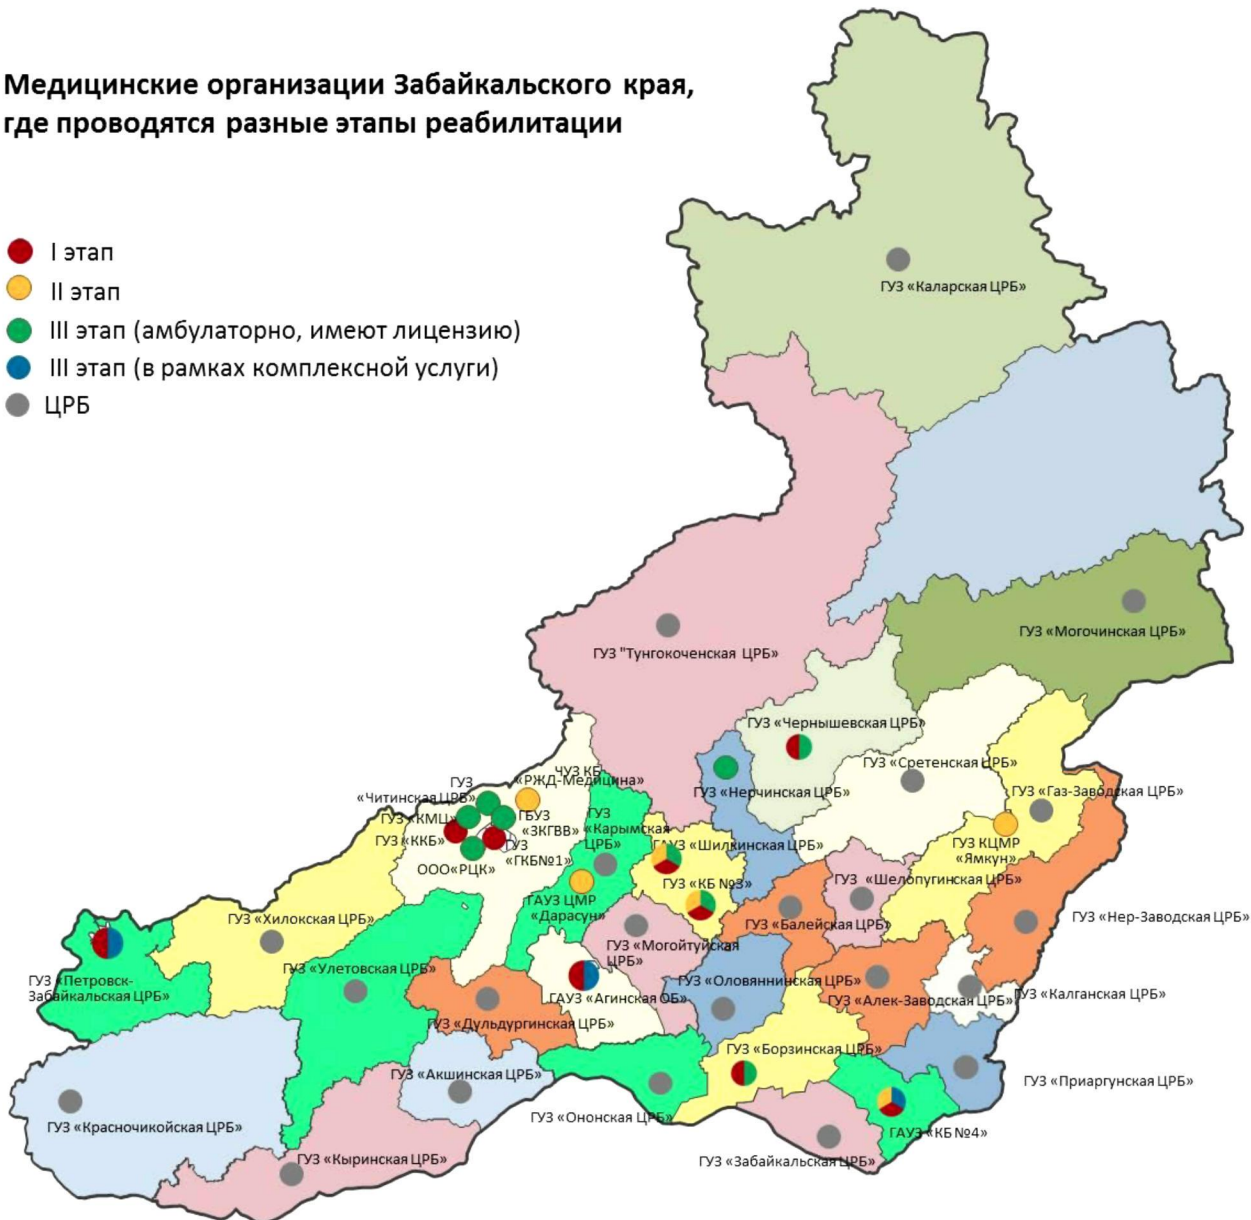 Медицинские организации Забайкальского края,
где проводятся разные этапы реабилитации
I этап
II этап
III этап (амбулаторно, имеют лицензию)
III этап (в рамках комплексной услуги)
ЦРБ
ГУЗ «Каларская ЦРБ»
ГУЗ «Могочинская ЦРБ»
ГУЗ "Тунгокоченская ЦРБ»
ГУЗ «Чернышевская ЦРБ»
ГУЗ «Сретенская ЦРБ»
ГУЗ «Нерчинская ЦРБ»
ГУЗ «Газ-Заводская ЦРБ»
ЧУЗ КБ
«РЖД-Медицина»
ГУЗ
«Читинская ЦРБ»
ГУЗ «КМЦ»
ГУЗ «ККБ»
ГБУЗ
«ЗКГВВ»
ГУЗ
«ГКБ№1»
ООО«РЦК»
ГУЗ
«Карымская
ЦРБ»
ГАУЗ «Шилкинская ЦРБ»
ГУЗ КЦМР
«Ямкун»
ГУЗ «КБ №3»
ГУЗ «Шелопугинская ЦРБ»
ГАУЗ ЦМР
«Дарасун»
ГУЗ «Балейская ЦРБ»
ГУЗ «Нер-Заводская ЦРБ»
ГУЗ «Хилокская ЦРБ»
ГУЗ «Могойтуйская
ЦРБ»
ГУЗ «Улетовская ЦРБ»
ГУЗ «Петровск-
Забайкальская ЦРБ»
ГУЗ «Оловяннинская ЦРБ»
ГАУЗ «Агинская ОБ»
ГУЗ «Алек-Заводская ЦРБ»
ГУЗ «Калганская ЦРБ»
ГУЗ «Дульдургинская ЦРБ»
ГУЗ «Борзинская ЦРБ»
ГУЗ «Акшинская ЦРБ»
ГУЗ «Приаргунская ЦРБ»
ГУЗ «Ононская ЦРБ»
ГУЗ «Красночикойская ЦРБ»
ГАУЗ «КБ №4»
ГУЗ «Кыринская ЦРБ»
ГУЗ «Забайкальская ЦРБ»